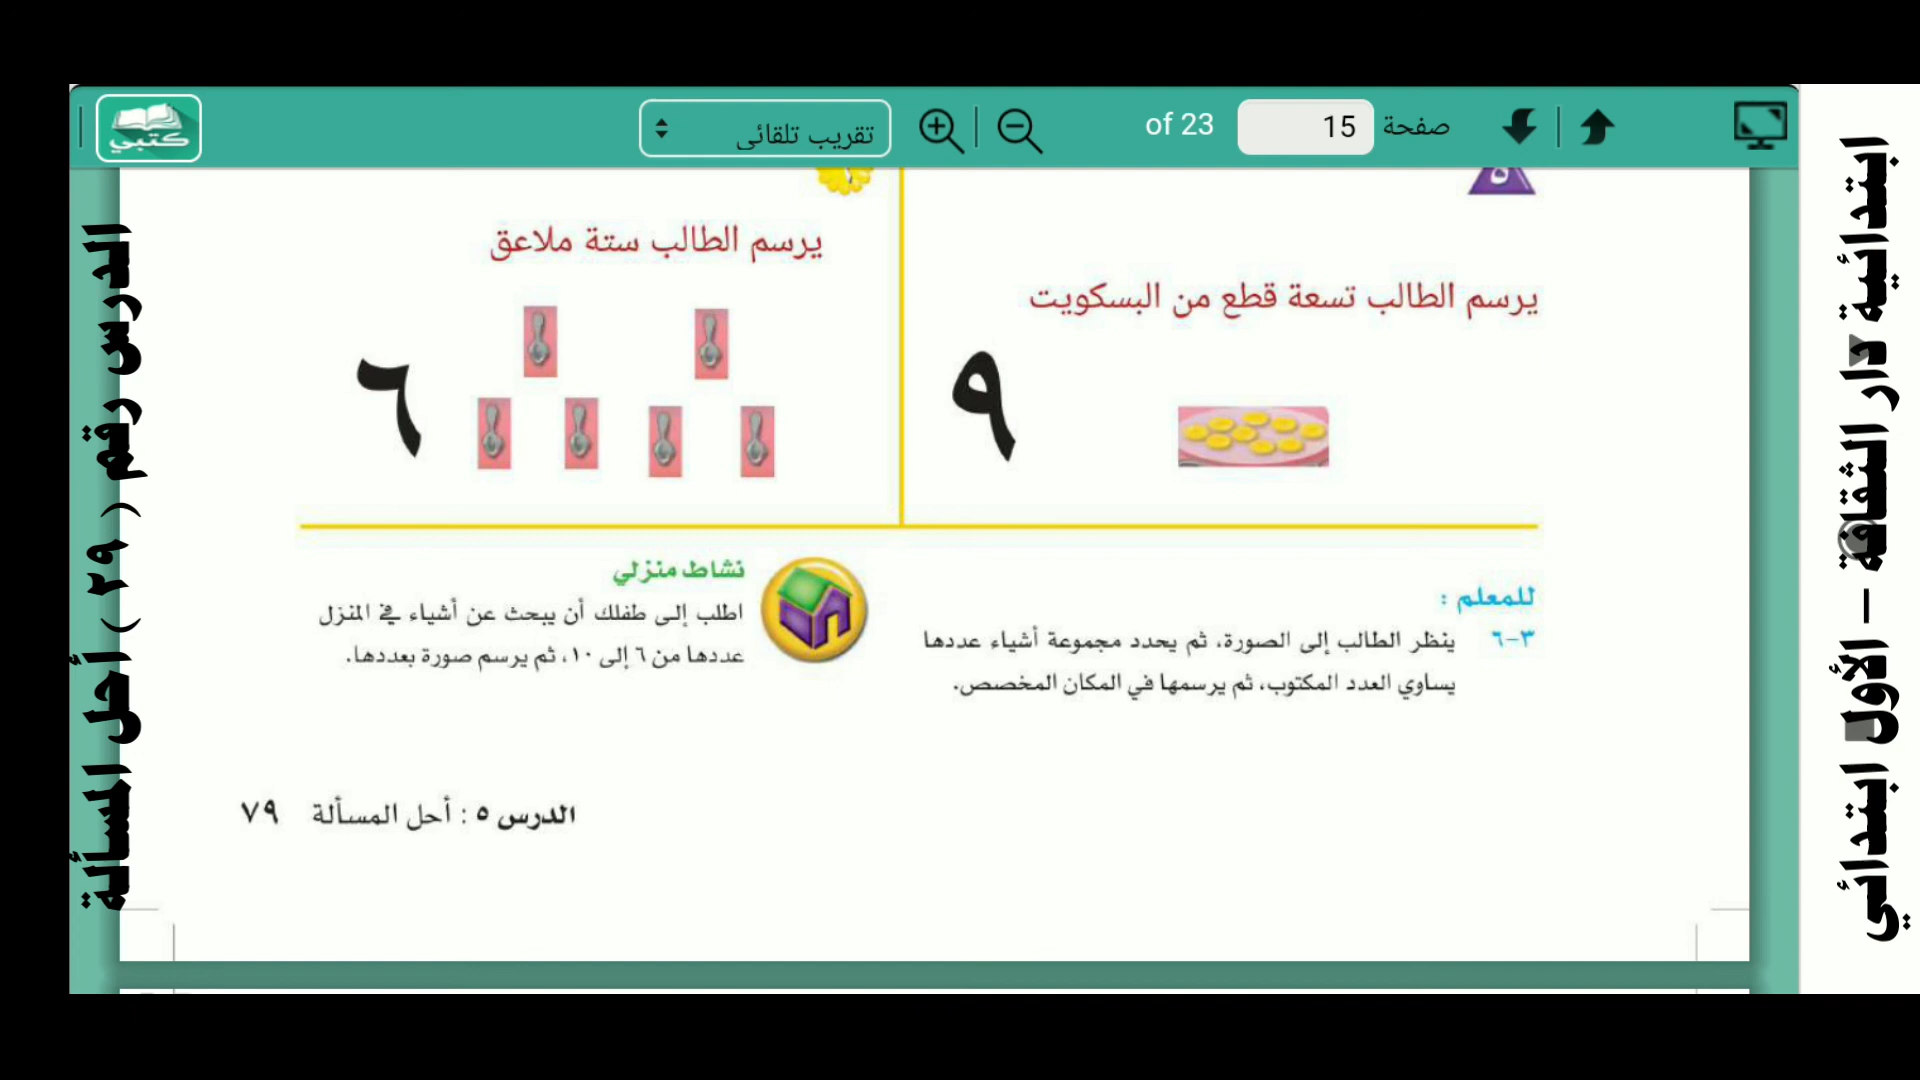 كتبي
تقريب تلقائي
of 23
15
صفحة
ابتدائية دار الثقافة – الأول ابتدائي
الدرس رقم ( ٢٩ ) أحل المسألة
٥
يرسم الطالب تسعة قطع من البسكويت
٩
يرسم الطالب ستة ملاعق
٦
للمعلم :
٣-٦ ينظر الطالب إلى الصورة، ثم يحدد مجموعة أشياء عددها
يساوي العدد المكتوب، ثم يرسمها في المكان المخصص.
نشاط منزلي
اطلب إلى طفلك أن يبحث عن أشياء في المنزل
عددها من ٦ إلى ١٠، ثم يرسم صورة بعددها.
الدرس ٥ : أحل المسألة ٧٩